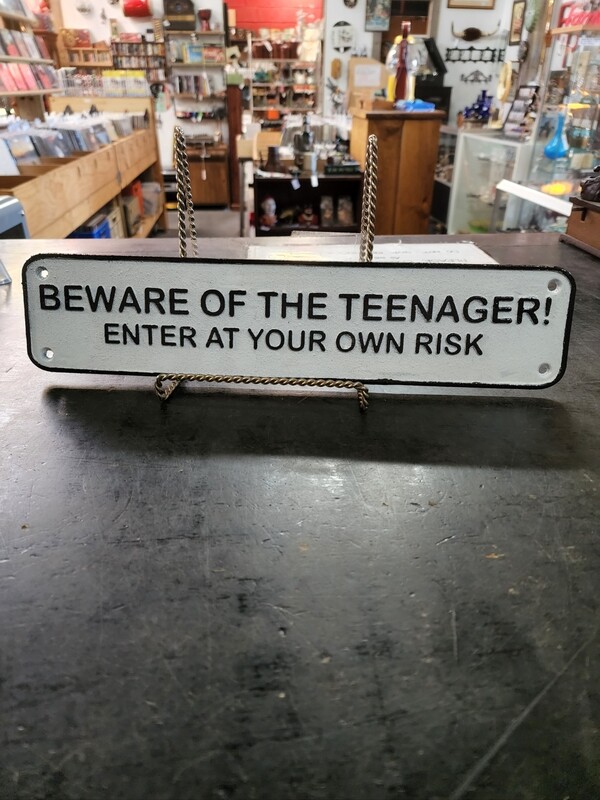 BEWARE OF THE TEENAGER!
ENTER AT YOUR OWN RISK